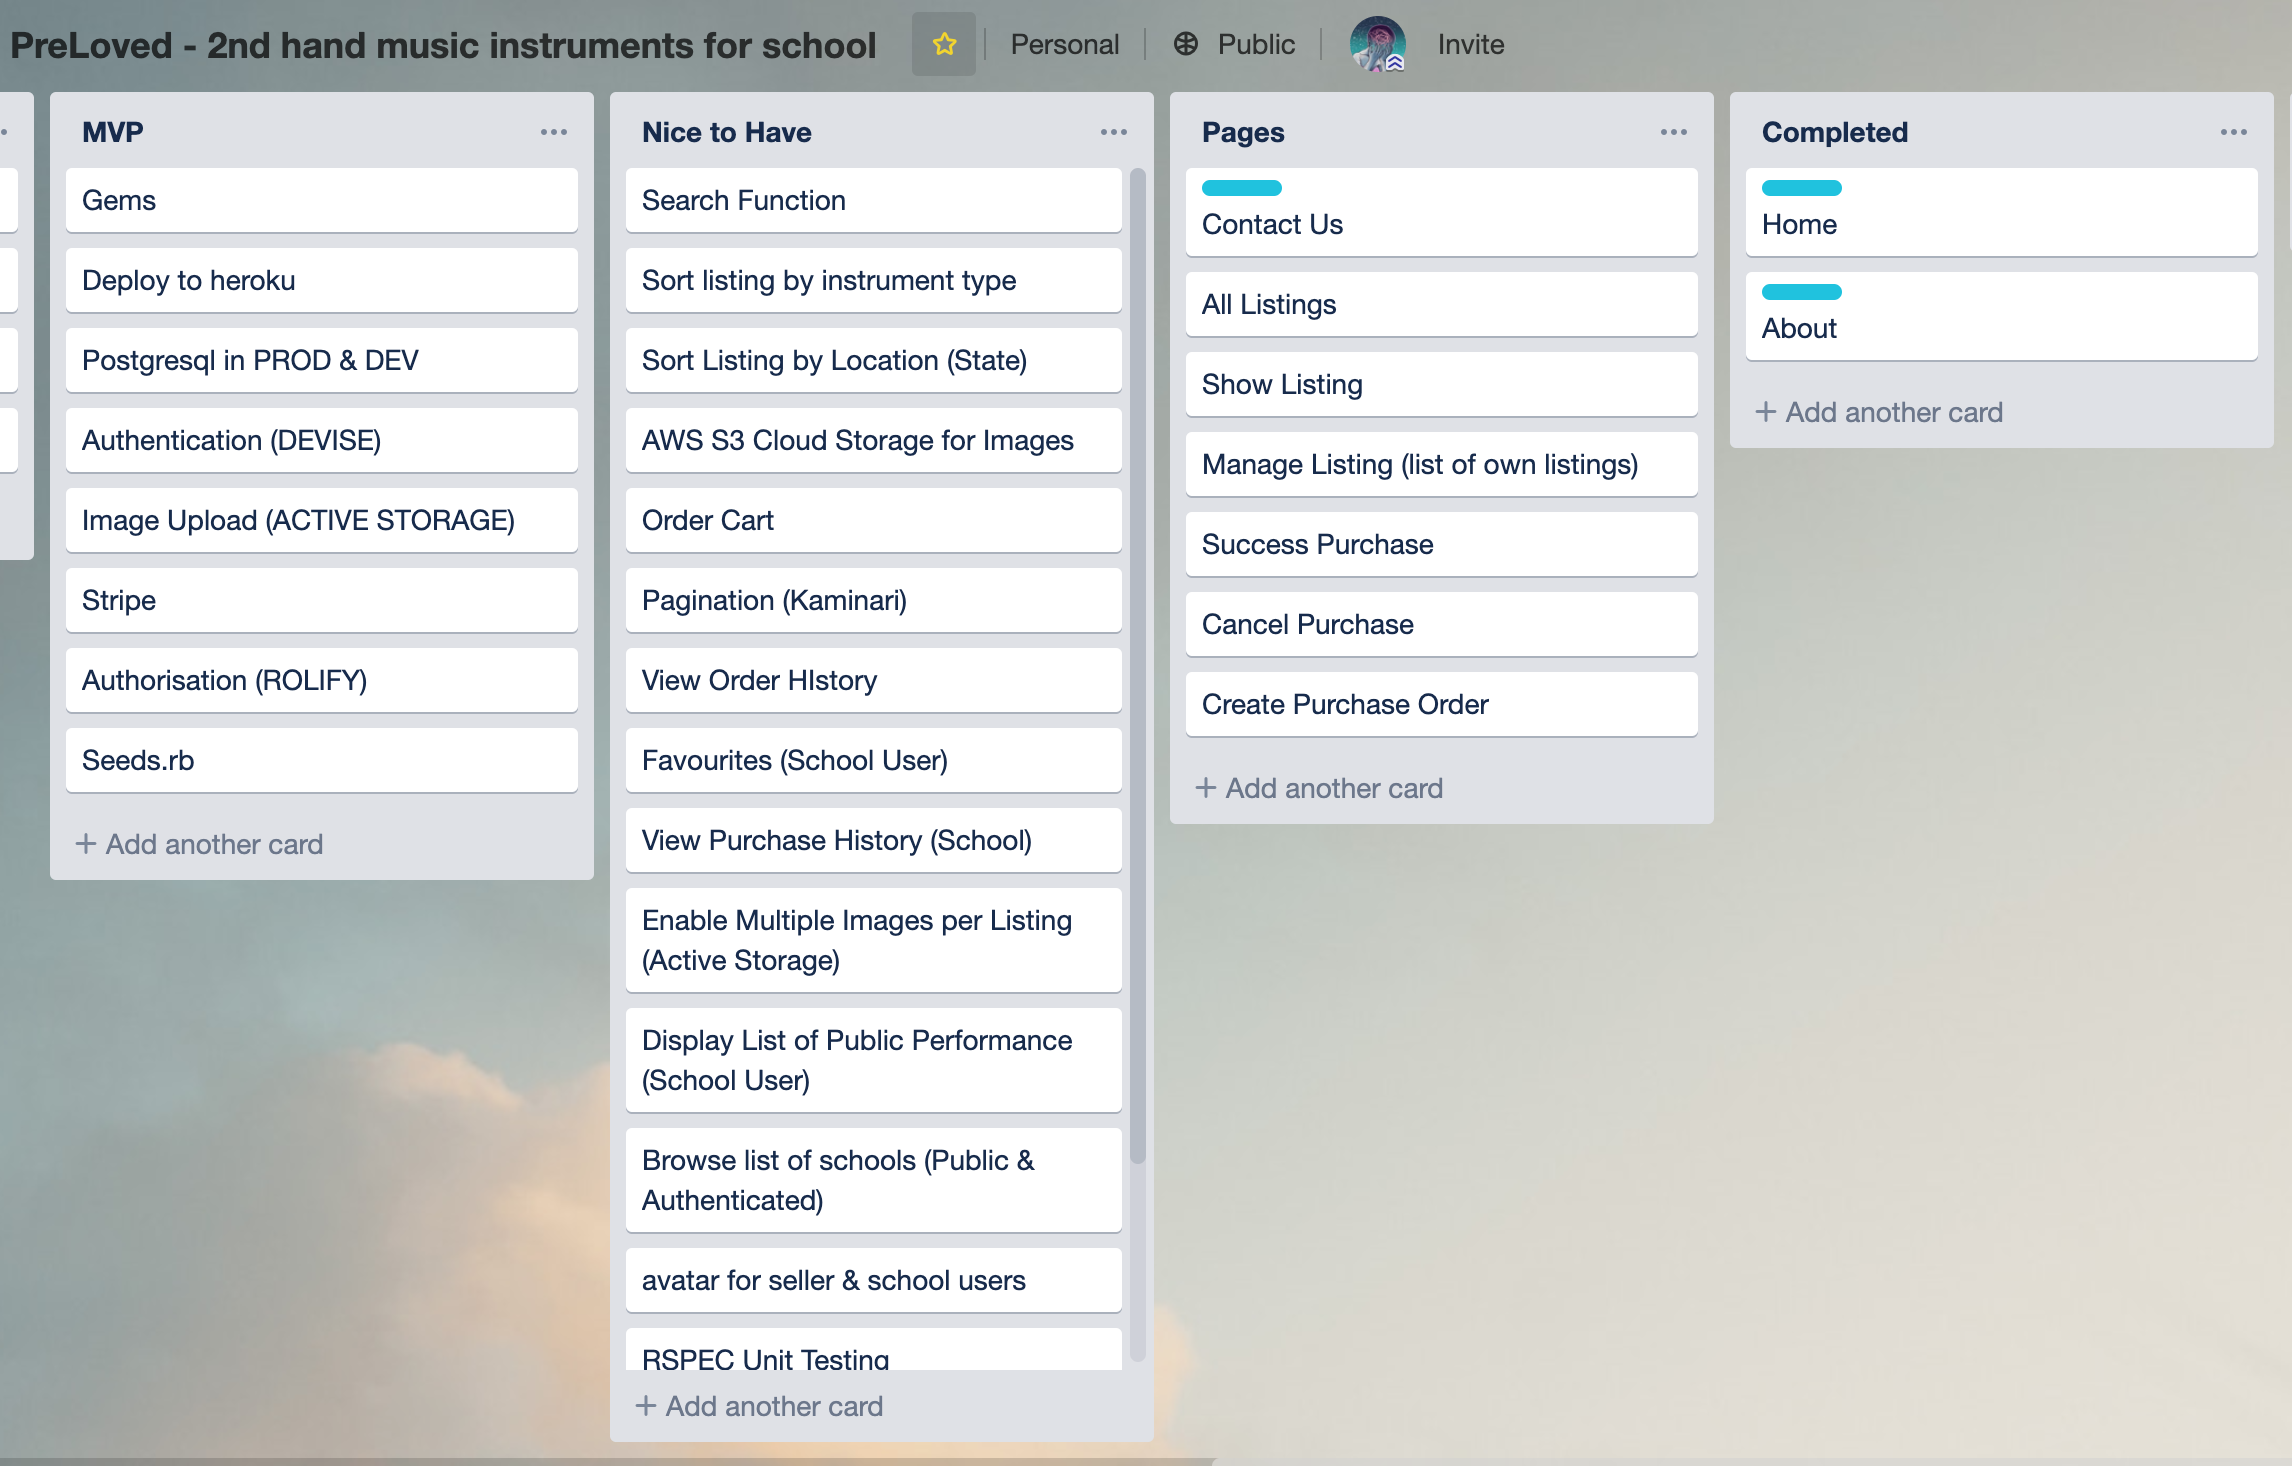 PreLoved - 2nd hand music instruments for school
Personal
Public
Invite
MVP
Gems
Deploy to heroku
Postgresql in PROD & DEV
Authentication (DEVISE)
Image Upload (ACTIVE STORAGE)
Stripe
Authorisation (ROLIFY)
Seeds.rb
+ Add another card
Nice to Have
Search Function
Sort listing by instrument type
Sort Listing by Location (State)
AWS S3 Cloud Storage for Images
Order Cart
Pagination (Kaminari)
View Order HIstory
Favourites (School User)
View Purchase History (School)
Enable Multiple Images per Listing
(Active Storage)
Display List of Public Performance
(School User)
Browse list of schools (Public &
Authenticated)
avatar for seller & school users
RSPEC Unit Testing
+ Add another card
Pages
Contact Us
All Listings
Show Listing
Manage Listing (list of own listings)
Success Purchase
Cancel Purchase
Create Purchase Order
+ Add another card
Completed
Home
About
+ Add another card